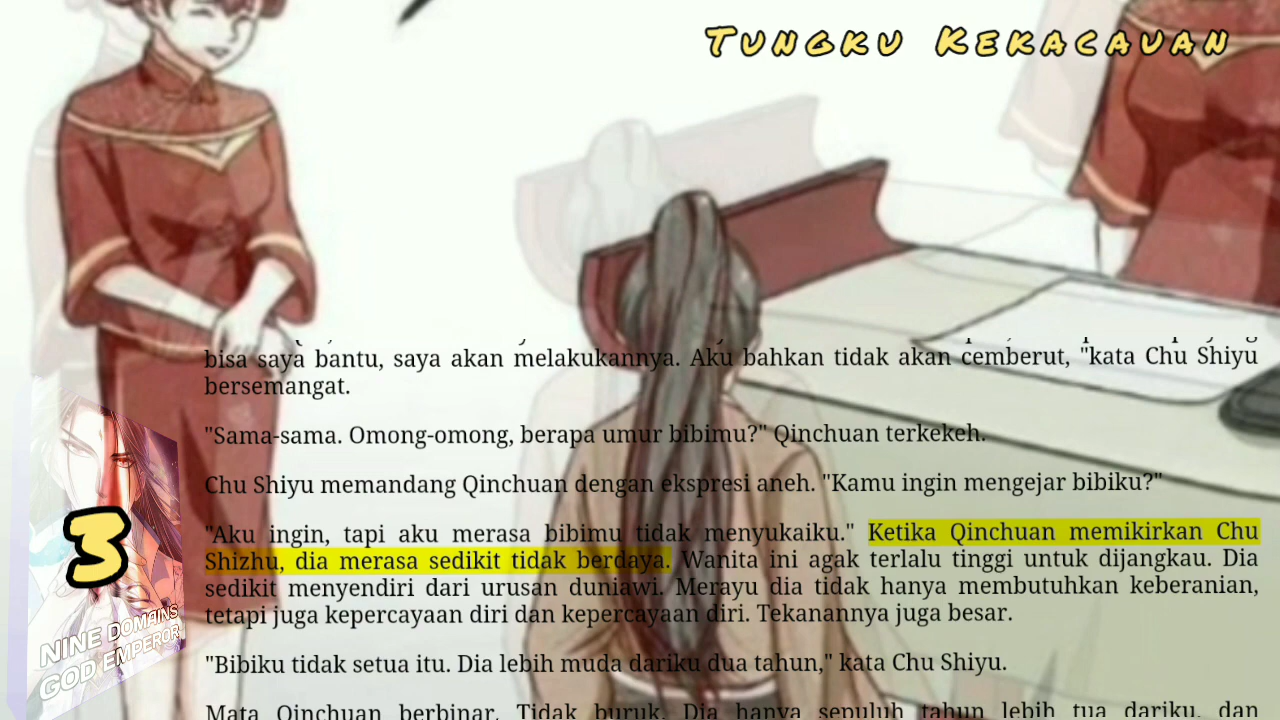 TUNGKU KEKACAUAN
bisa saya bantu, saya akan melakukannya. Aku bahkan tidak akan cemberut, "kata Chu Shiyu
bersemangat.
"Sama-sama. Omong-omong, berapa umur bibimu?" Qinchuan terkekeh.
Chu Shiyu memandang Qinchuan dengan ekspresi aneh. "Kamu ingin mengejar bibiku?"
"Aku ingin, tapi aku merasa bibimu tidak menyukaiku." Ketika Qinchuan memikirkan Chu
Shizhu, dia merasa sedikit tidak berdaya. Wanita ini agak terlalu tinggi untuk dijangkau. Dia
sedikit menyendiri dari urusan duniawi. Merayu dia tidak hanya membutuhkan keberanian,
tetapi juga kepercayaan diri dan kepercayaan diri. Tekanannya juga besar.
"Bibiku tidak setua itu. Dia lebih muda dariku dua tahun," kata Chu Shiyu.
Mata Qinchuan berbinar. Tidak buruk. Dia hanya sepuluh tahun lebih tua dariku, dan
3
NINE DOMAINS
GOD EMPEROR